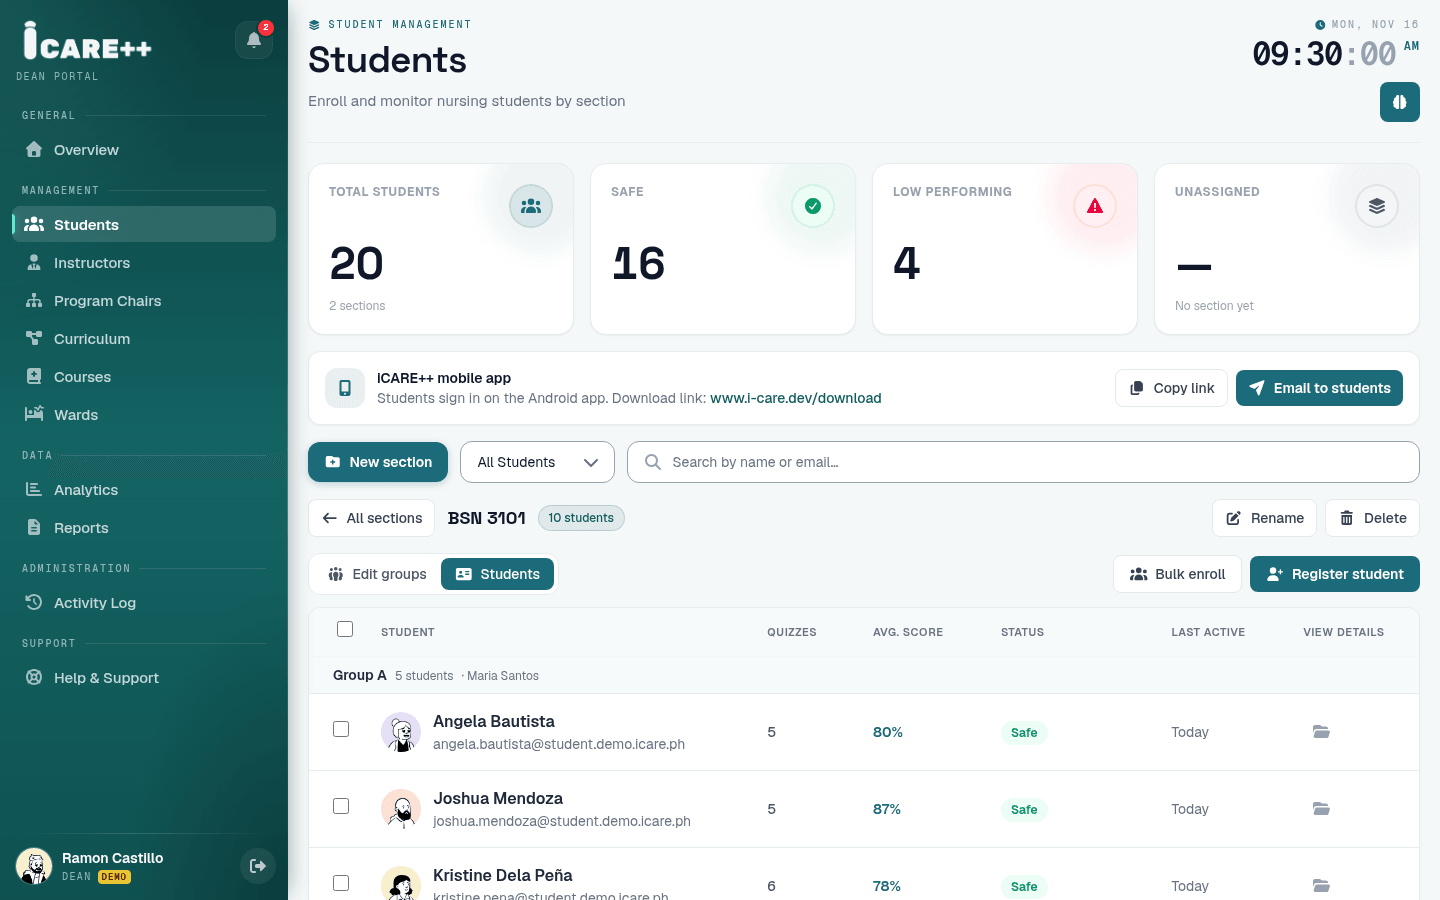 iCARE++
2
DEAN PORTAL
GENERAL
Overview
MANAGEMENT
Students
Instructors
Program Chairs
Curriculum
Courses
Wards
DATA
Analytics
Reports
ADMINISTRATION
Activity Log
SUPPORT
Help & Support
Ramon Castillo
DEAN DEMO
STUDENT MANAGEMENT
Students
Enroll and monitor nursing students by section
MON, NOV 16
09:30:00 AM
TOTAL STUDENTS
20
2 sections
SAFE
16
LOW PERFORMING
4
UNASSIGNED
—
No section yet
iCARE++ mobile app
Students sign in on the Android app. Download link: www.i-care.dev/download
Copy link
Email to students
New section
All Students
Search by name or email…
All sections
BSN 3101
10 students
Rename
Delete
Edit groups
Students
Bulk enroll
Register student
STUDENT QUIZZES AVG. SCORE STATUS LAST ACTIVE VIEW DETAILS
Group A 5 students · Maria Santos
Angela Bautista
angela.bautista@student.demo.icare.ph
5 80% Safe Today
Joshua Mendoza
joshua.mendoza@student.demo.icare.ph
5 87% Safe Today
Kristine Dela Peña
kristine.pena@student.demo.icare.ph
6 78% Safe Today